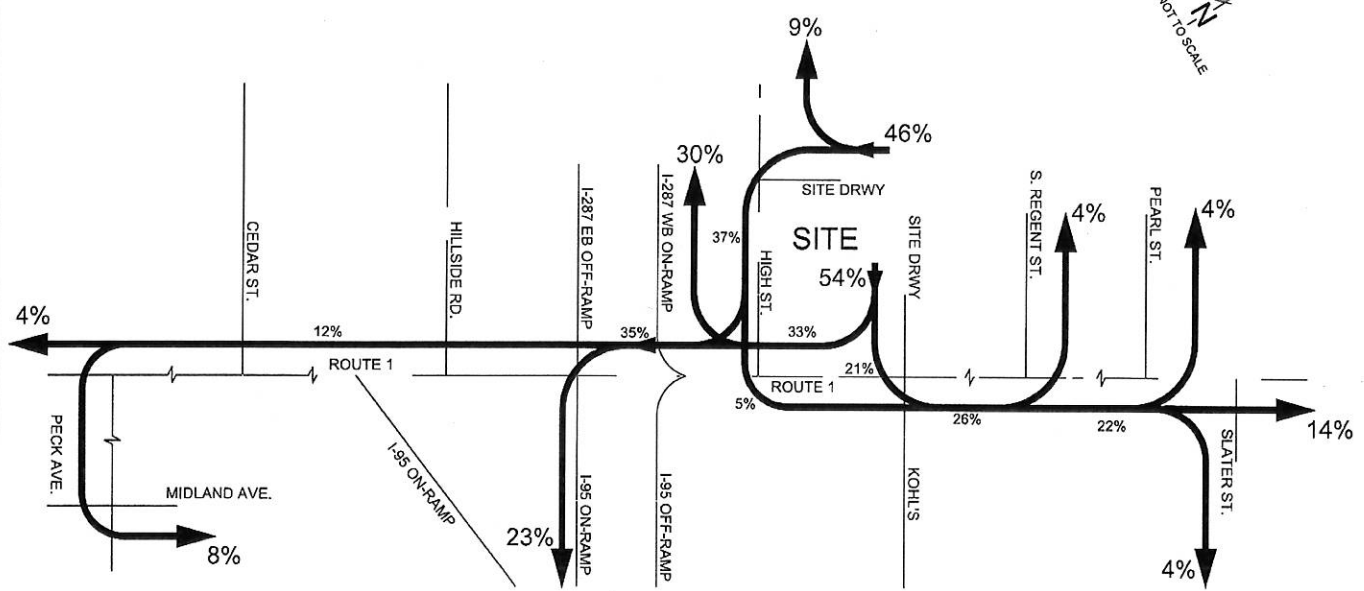 N
NOT TO SCALE
9%
46%
30%
SITE DRWY
37%
SITE
54%
HIGH ST.
SITE DRWY
S. REGENT ST.
4%
PEARL ST.
4%
CEDAR ST.
HILLSIDE RD.
I-287 EB OFF-RAMP
I-287 WB ON-RAMP
4%
12%
35%
33%
ROUTE 1
ROUTE 1
21%
5%
26%
22%
14%
PECK AVE.
MIDLAND AVE.
8%
I-95 ON-RAMP
23%
I-95 ON-RAMP
I-95 OFF-RAMP
KOHL'S
SLATER ST.
4%